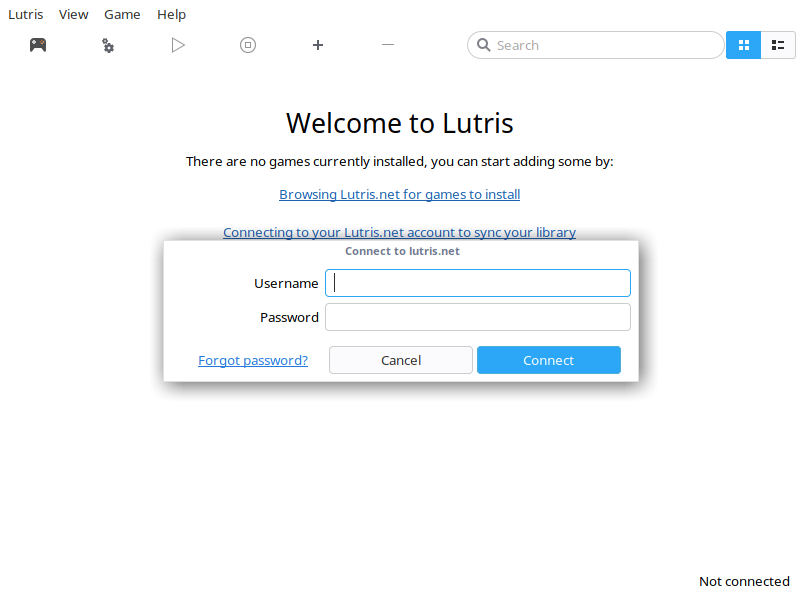 Lutris View Game Help
Search
Welcome to Lutris
There are no games currently installed, you can start adding some by:
Browsing Lutris.net for games to install
Connecting to your Lutris.net account to sync your library
Connect to lutris.net
Username
Password
Forgot password? Cancel Connect
Not connected